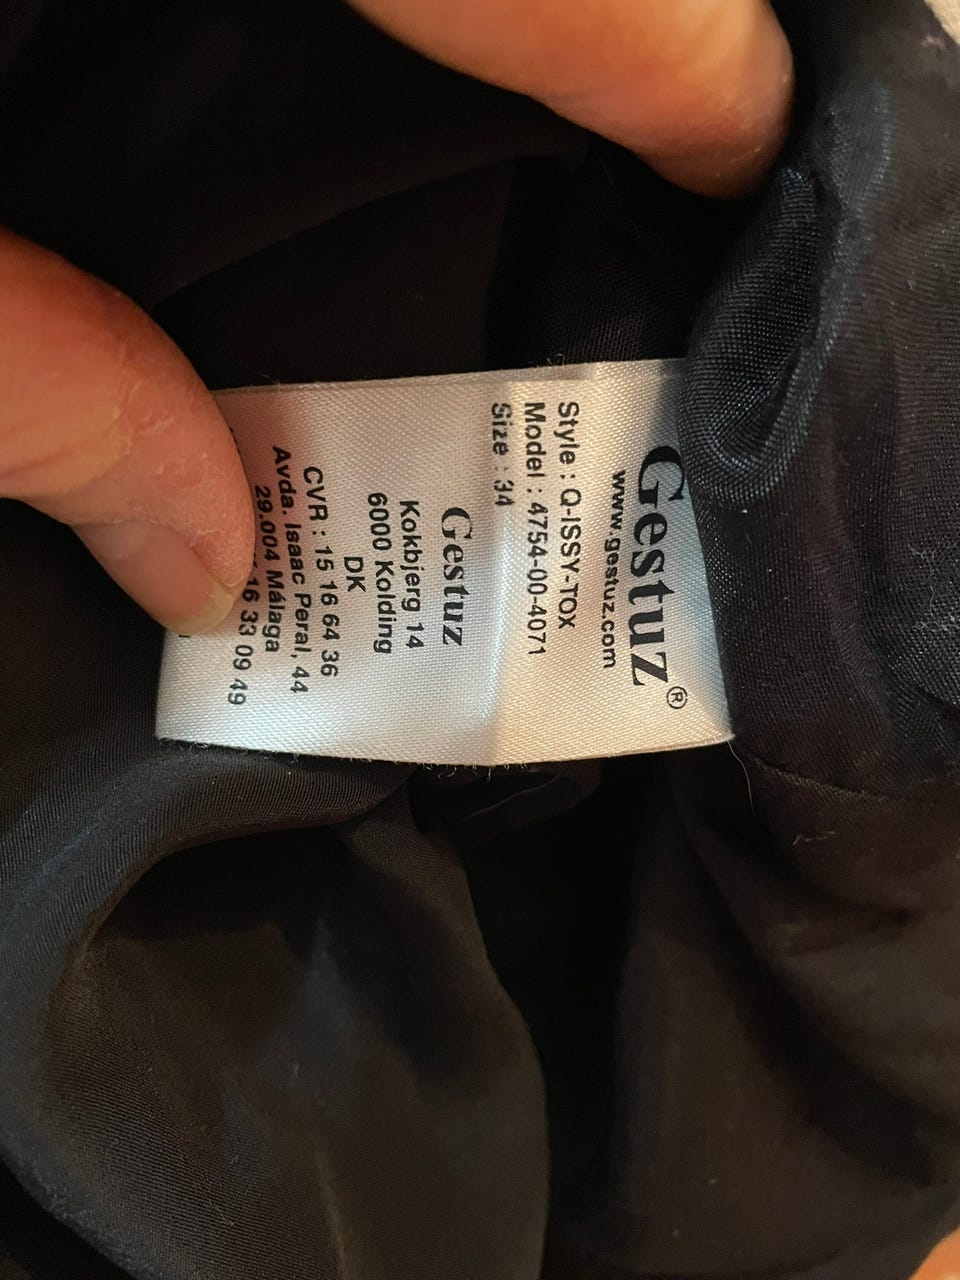 Gestuz®
www.gestuz.com
Style : Q-ISSY-TOX
Model : 4754-00-4071
Size : 34
Gestuz
Kokbjerg 14
6000 Kolding
DK
CVR : 15 16 64 36
Avda. Isaac Peral, 44
29.004 Málaga
16 33 09 49